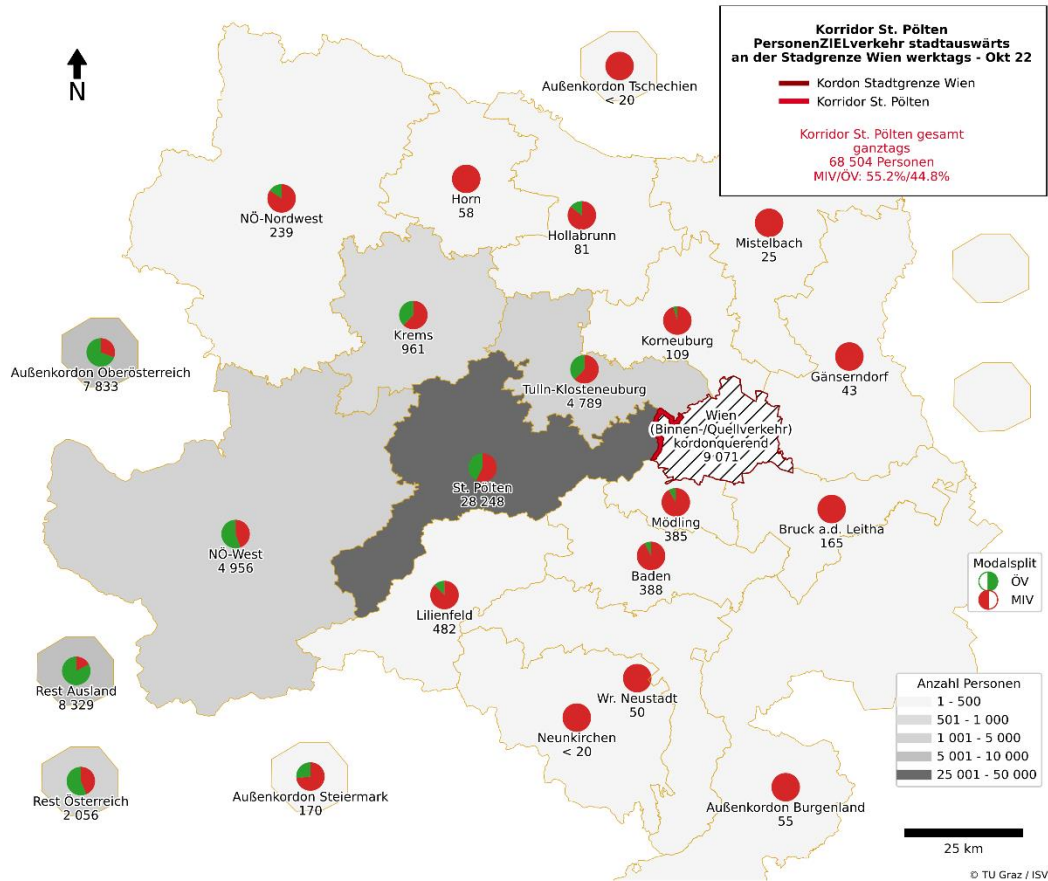 Korridor St. Pölten
PersonenZIELverkehr stadtauswärts
an der Stadgrenze Wien werktags - Okt 22
Kordon Stadtgrenze Wien
Korridor St. Pölten
Korridor St. Pölten gesamt
ganztags
68 504 Personen
MIV/ÖV: 55.2%/44.8%
N
Außenkordon Tschechien
< 20
Horn
58
NÖ-Nordwest
239
Hollabrunn
81
Mistelbach
25
Krems
961
Korneuburg
109
Außenkordon Oberösterreich
7 833
Tulln-Klosteneuburg
4 789
Gänserndorf
43
Wien
(Binnen-/Quellverkehr)
kordonquerend
9 071
St. Pölten
28 248
Mödling
385
Bruck a.d. Leitha
165
NÖ-West
4 956
Baden
388
Modalsplit
ÖV
MIV
Lilienfeld
482
Rest Ausland
8 329
Wr. Neustadt
50
Neunkirchen
< 20
Anzahl Personen
1 - 500
501 - 1 000
1 001 - 5 000
5 001 - 10 000
25 001 - 50 000
Rest Österreich
2 056
Außenkordon Steiermark
170
Außenkordon Burgenland
55
25 km
© TU Graz / ISV